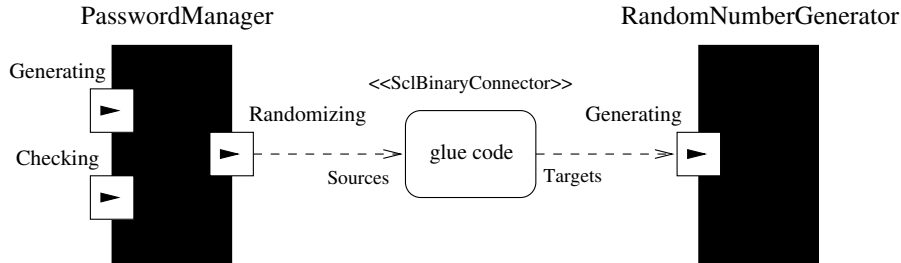 PasswordManager
RandomNumberGenerator
Generating
<<SclBinaryConnector>>
Randomizing
Generating
Checking
glue code
Sources
Targets